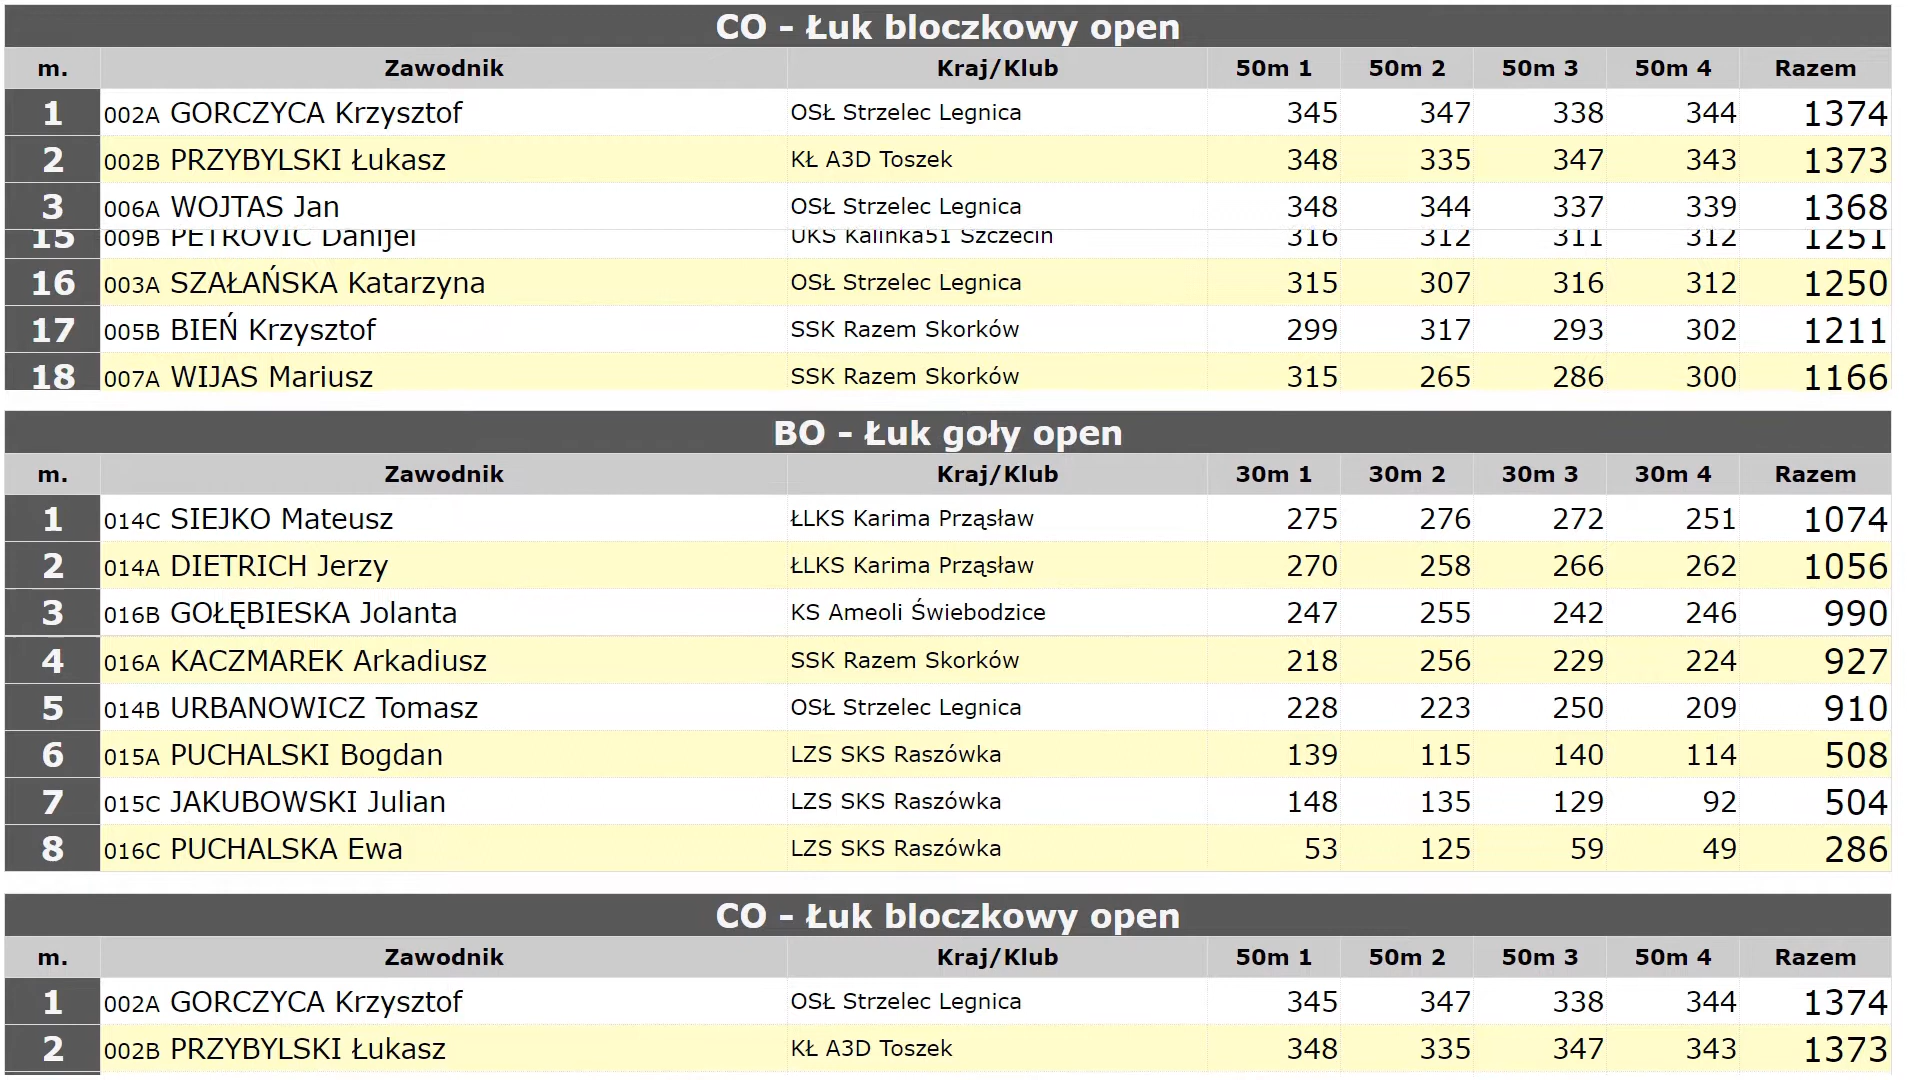 CO - Łuk bloczkowy open
m. Zawodnik Kraj/Klub 50m 1 50m 2 50m 3 50m 4 Razem
1 002A GORCZYCA Krzysztof OSŁ Strzelec Legnica 345 347 338 344 1374
2 002B PRZYBYLSKI Łukasz KŁ A3D Toszek 348 335 347 343 1373
3 006A WOJTAS Jan OSŁ Strzelec Legnica 348 344 337 339 1368
15 009B PETROVIC Danijel UKS Kalinka51 Szczecin 316 312 311 312 1251
16 003A SZAŁAŃSKA Katarzyna OSŁ Strzelec Legnica 315 307 316 312 1250
17 005B BIEŃ Krzysztof SSK Razem Skorków 299 317 293 302 1211
18 007A WIJAS Mariusz SSK Razem Skorków 315 265 286 300 1166
BO - Łuk goły open
m. Zawodnik Kraj/Klub 30m 1 30m 2 30m 3 30m 4 Razem
1 014C SIEJKO Mateusz ŁLKS Karima Prząsław 275 276 272 251 1074
2 014A DIETRICH Jerzy ŁLKS Karima Prząsław 270 258 266 262 1056
3 016B GOŁĘBIESKA Jolanta KS Ameoli Świebodzice 247 255 242 246 990
4 016A KACZMAREK Arkadiusz SSK Razem Skorków 218 256 229 224 927
5 014B URBANOWICZ Tomasz OSŁ Strzelec Legnica 228 223 250 209 910
6 015A PUCHALSKI Bogdan LZS SKS Raszówka 139 115 140 114 508
7 015C JAKUBOWSKI Julian LZS SKS Raszówka 148 135 129 92 504
8 016C PUCHALSKA Ewa LZS SKS Raszówka 53 125 59 49 286
CO - Łuk bloczkowy open
m. Zawodnik Kraj/Klub 50m 1 50m 2 50m 3 50m 4 Razem
1 002A GORCZYCA Krzysztof OSŁ Strzelec Legnica 345 347 338 344 1374
2 002B PRZYBYLSKI Łukasz KŁ A3D Toszek 348 335 347 343 1373